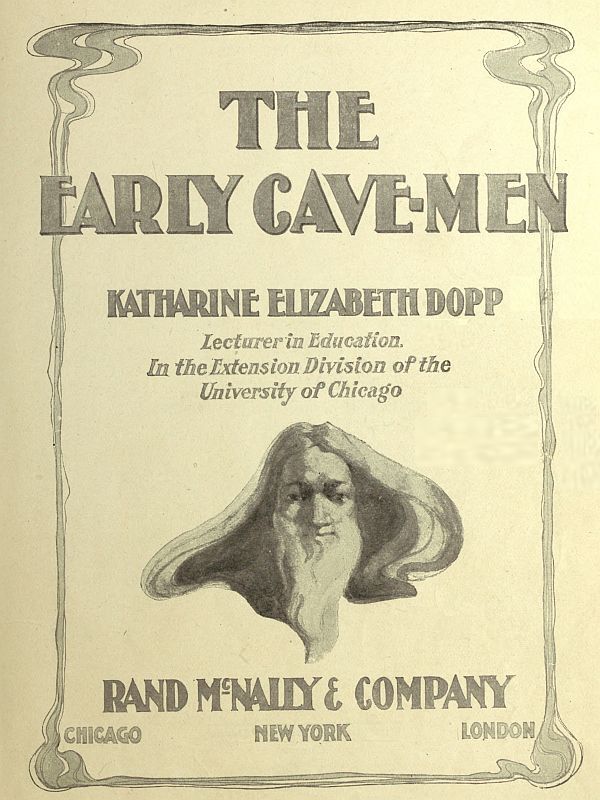 THE
EARLY CAVE-MEN
KATHARINE ELIZABETH DOPP
Lecturer in Education.
In the Extension Division of the
University of Chicago
RAND McNALLY & COMPANY
CHICAGO NEW YORK LONDON